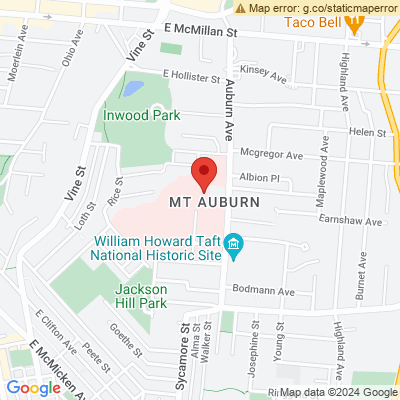 Map error: g.co/staticmaperror
E McMillan St
Taco Bell
Moerlein Ave
Ohio Ave
Vine St
E Hollister St
Kinsey Ave
Auburn Ave
Highland Ave
Inwood Park
Helen St
Mcgregor Ave
Vine St
Rice St
Loth St
Albion Pl
Maplewood Ave
MT AUBURN
Earnshaw Ave
William Howard Taft
National Historic Site
Burnet Ave
Jackson
Hill Park
Bodmann Ave
E Clifton Ave
Goethe St
Peete St
E McMicken Ave
Sycamore St
Alma St
Walker St
Josephine St
Young St
Highland Ave
Google
Map data ©2024 Google